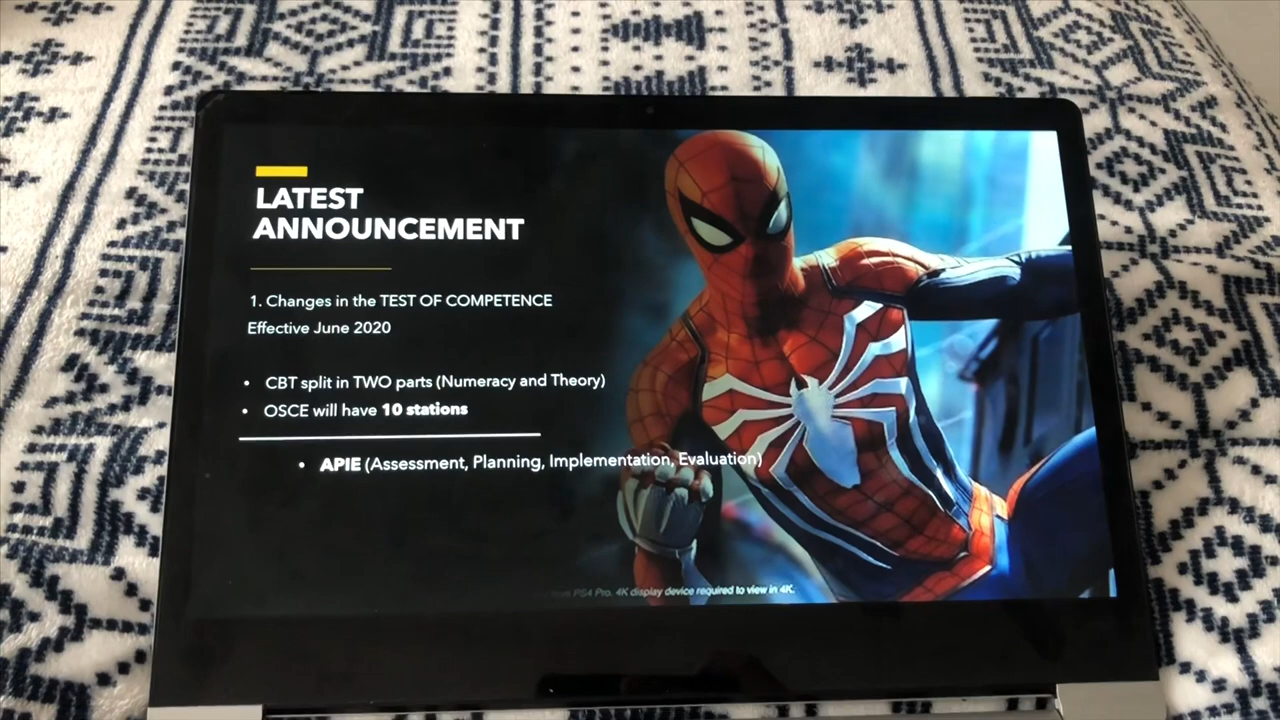 LATEST
ANNOUNCEMENT
1. Changes in the TEST OF COMPETENCE
Effective June 2020
• CBT split in TWO parts (Numeracy and Theory)
• OSCE will have 10 stations
• APIE (Assessment, Planning, Implementation, Evaluation)
PS4 Pro. 4K display device required to view in 4K.